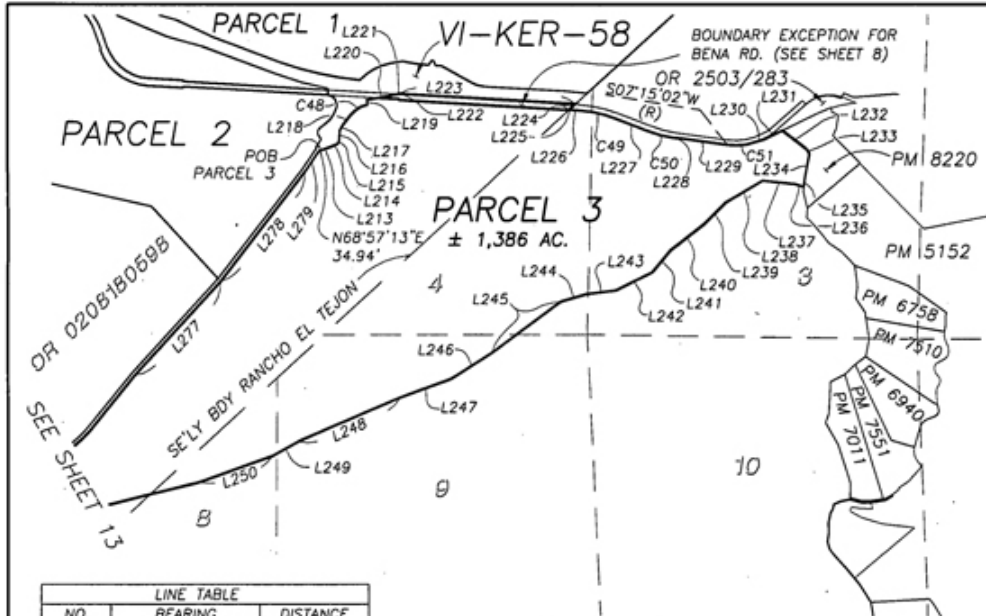 PARCEL 1
L221
L220
VI-KER-58
BOUNDARY EXCEPTION FOR
BENA RD. (SEE SHEET 8)
OR 2503/283
S07°15'02"W
(R)
L223
L222
L219
L224
L225
L226
C48
L218
PARCEL 2
POB
PARCEL 3
L217
L216
L215
L214
L213
N68°57'13"E
34.94'
L278
L279
L277
C49
L227
C50
L228
L229
C51
L230
L231
L232
L233
L234
PM 8220
L235
L236
L237
L238
L239
L240
L241
L242
L243
L244
L245
L246
L247
L248
L249
L250
PARCEL 3
± 1,386 AC.
4
3
PM 5152
PM 6758
PM 7510
PM 6940
PM 7551
PM 7011
OR 0208180598
SE'LY BDY RANCHO EL TEJON
SEE SHEET 13
8
9
10
LINE TABLE
NO. BEARING DISTANCE